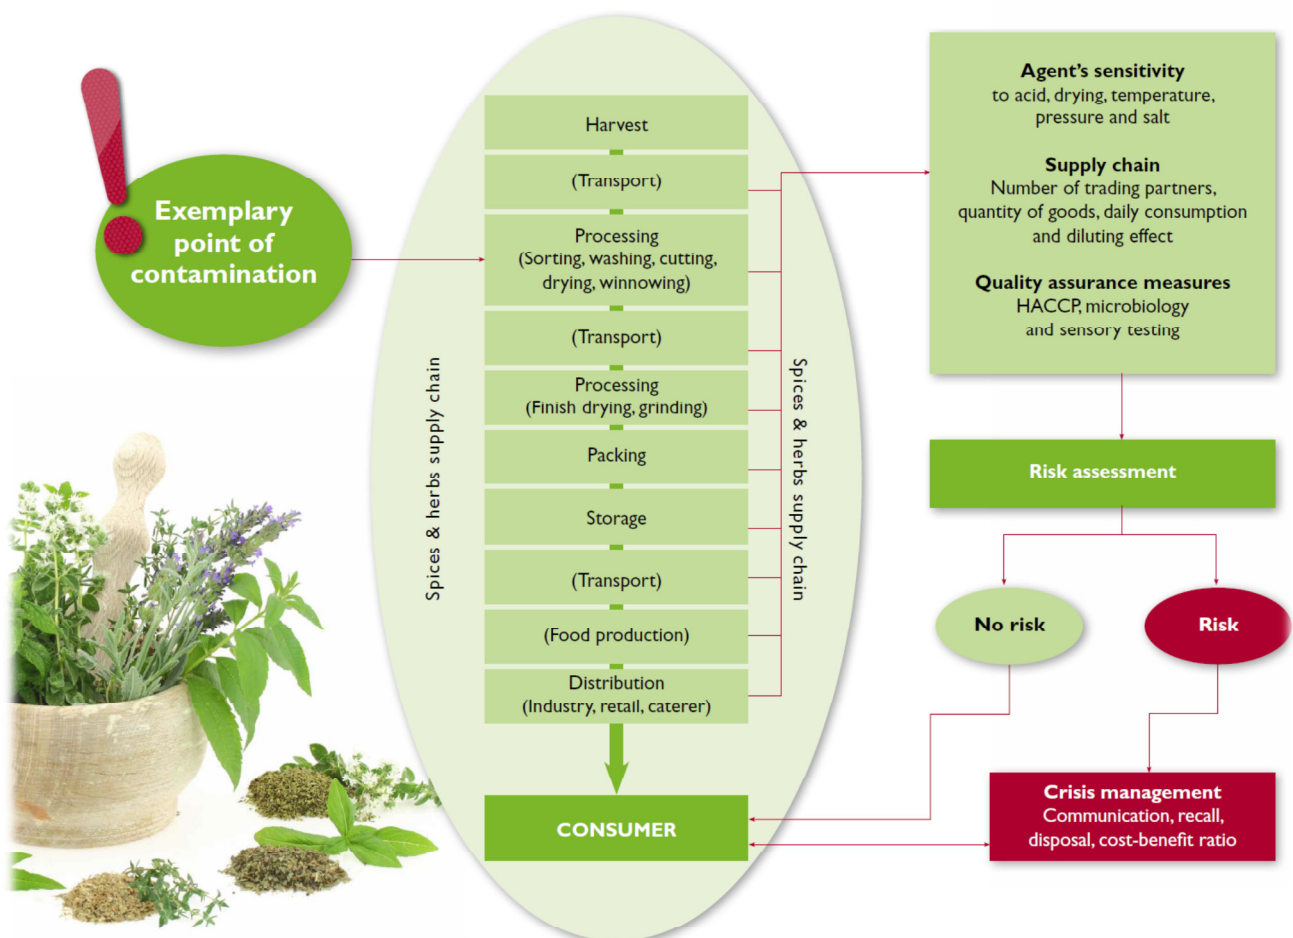 Exemplary
point of
contamination
Spices & herbs supply chain
Harvest
(Transport)
Processing
(Sorting, washing, cutting,
drying, winnowing)
(Transport)
Processing
(Finish drying, grinding)
Packing
Storage
(Transport)
(Food production)
Distribution
(Industry, retail, caterer)
CONSUMER
Spices & herbs supply chain
Agent's sensitivity
to acid, drying, temperature,
pressure and salt
Supply chain
Number of trading partners,
quantity of goods, daily consumption
and diluting effect
Quality assurance measures
HACCP, microbiology
and sensory testing
Risk assessment
No risk
Risk
Crisis management
Communication, recall,
disposal, cost-benefit ratio